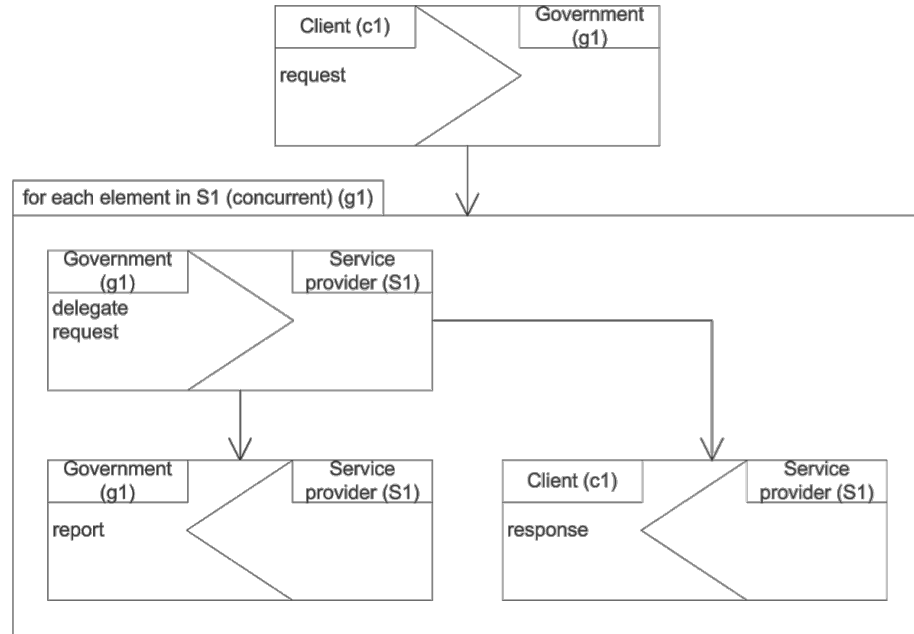 Client (c1)
Government
(g1)
request
for each element in S1 (concurrent) (g1)
Government
(g1)
Service
provider (S1)
delegate
request
Government
(g1)
Service
provider (S1)
report
Client (c1)
Service
provider (S1)
response